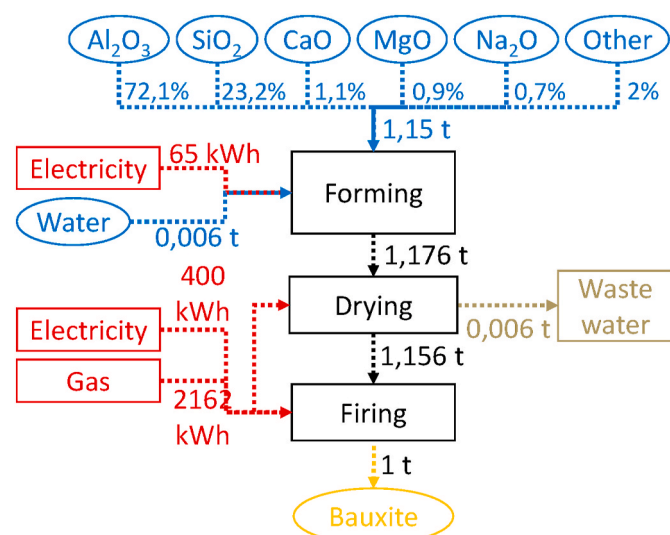 Al₂O₃ SiO₂ CaO MgO Na₂O Other
72,1% 23,2% 1,1% 0,9% 0,7% 2%
1,15 t
Electricity
65 kWh
Forming
Water
0,006 t
1,176 t
400
kWh
Electricity
Drying
Waste
water
0,006 t
1,156 t
Gas
2162
kWh
Firing
1 t
Bauxite